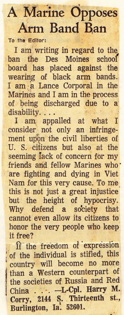 A Marine Opposes
Arm Band Ban
To the Editor:
I am writing in regard to the
ban the Des Moines school
board has placed against the
wearing of black arm bands.
I am a Lance Corporal in the
Marines and I am in the process
of being discharged due to a
disability. . . .
I am appalled at what I
consider not only an infringe-
ment upon the civil liberties of
U. S. citizens but also at the
seeming lack of concern for my
friends and fellow Marines who
are fighting and dying in Viet
Nam for this very cause. To me
this is not just a great injustice
but the height of hypocrisy.
Why defend a society that
cannot even allow its citizens to
honor the very people who keep
it free?
If the freedom of expression
of the individual is stifled, this
country will become no more
than a Western counterpart of
the societies of Russia and Red
China . . . .—L-Cpl. Harry M.
Corry, 2144 S. Thirteenth st.,
Burlington, Ia. 52601.